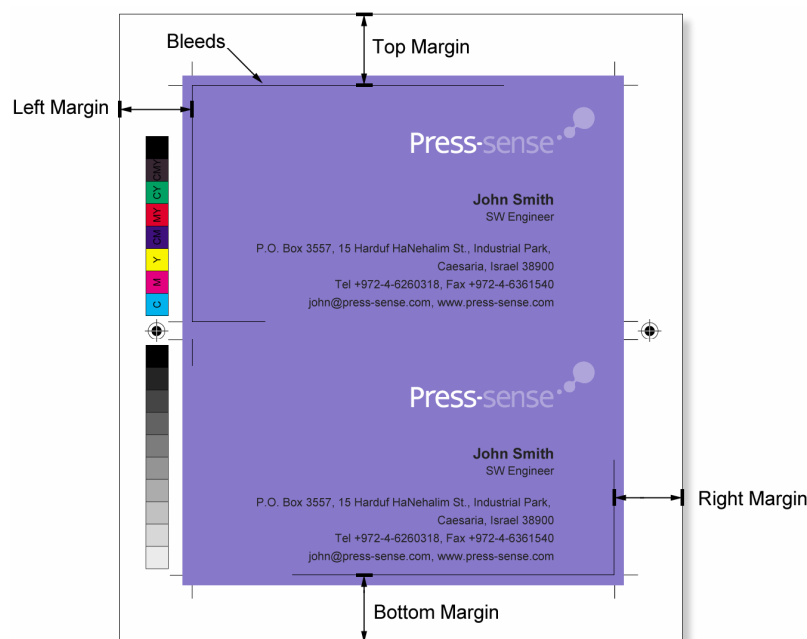 Bleeds
Top Margin
Left Margin
Press-sense
John Smith
SW Engineer
P.O. Box 3557, 15 Harduf HaNehalim St., Industrial Park,
Caesaria, Israel 38900
Tel +972-4-6260318, Fax +972-4-6361540
john@press-sense.com, www.press-sense.com
CMY
CY
MY
CM
Y
M
C
Press-sense
John Smith
SW Engineer
P.O. Box 3557, 15 Harduf HaNehalim St., Industrial Park,
Caesaria, Israel 38900
Tel +972-4-6260318, Fax +972-4-6361540
john@press-sense.com, www.press-sense.com
Right Margin
Bottom Margin